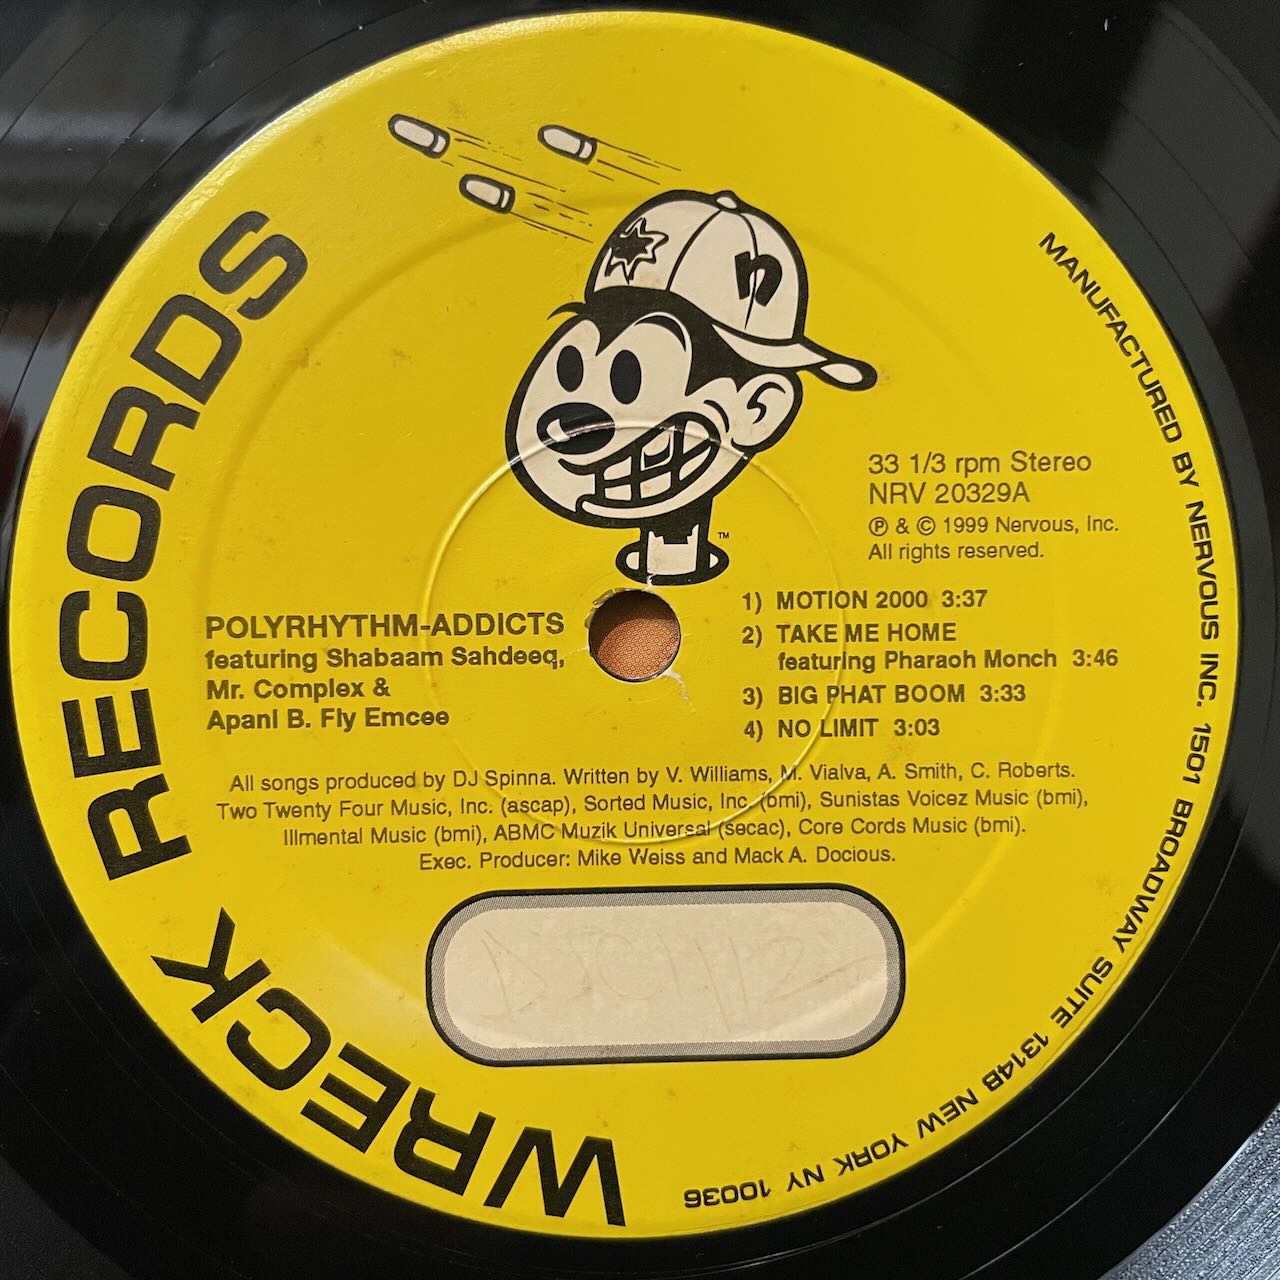 WRECK RECORDS
n
™
33 1/3 rpm Stereo
NRV 20329A
℗ & © 1999 Nervous, Inc.
All rights reserved.
POLYRHYTHM-ADDICTS
featuring Shabaam Sahdeeq,
Mr. Complex &
Apani B. Fly Emcee
1) MOTION 2000 3:37
2) TAKE ME HOME
featuring Pharaoh Monch 3:46
3) BIG PHAT BOOM 3:33
4) NO LIMIT 3:03
All songs produced by DJ Spinna. Written by V. Williams, M. Vialva, A. Smith, C. Roberts.
Two Twenty Four Music, Inc. (ascap), Sorted Music, Inc. (bmi), Sunistas Voicez Music (bmi),
Illmental Music (bmi), ABMC Muzik Universal (secac), Core Cords Music (bmi).
Exec. Producer: Mike Weiss and Mack A. Docious.
MANUFACTURED BY NERVOUS INC. 1501 BROADWAY SUITE 1314B NEW YORK NY 10036